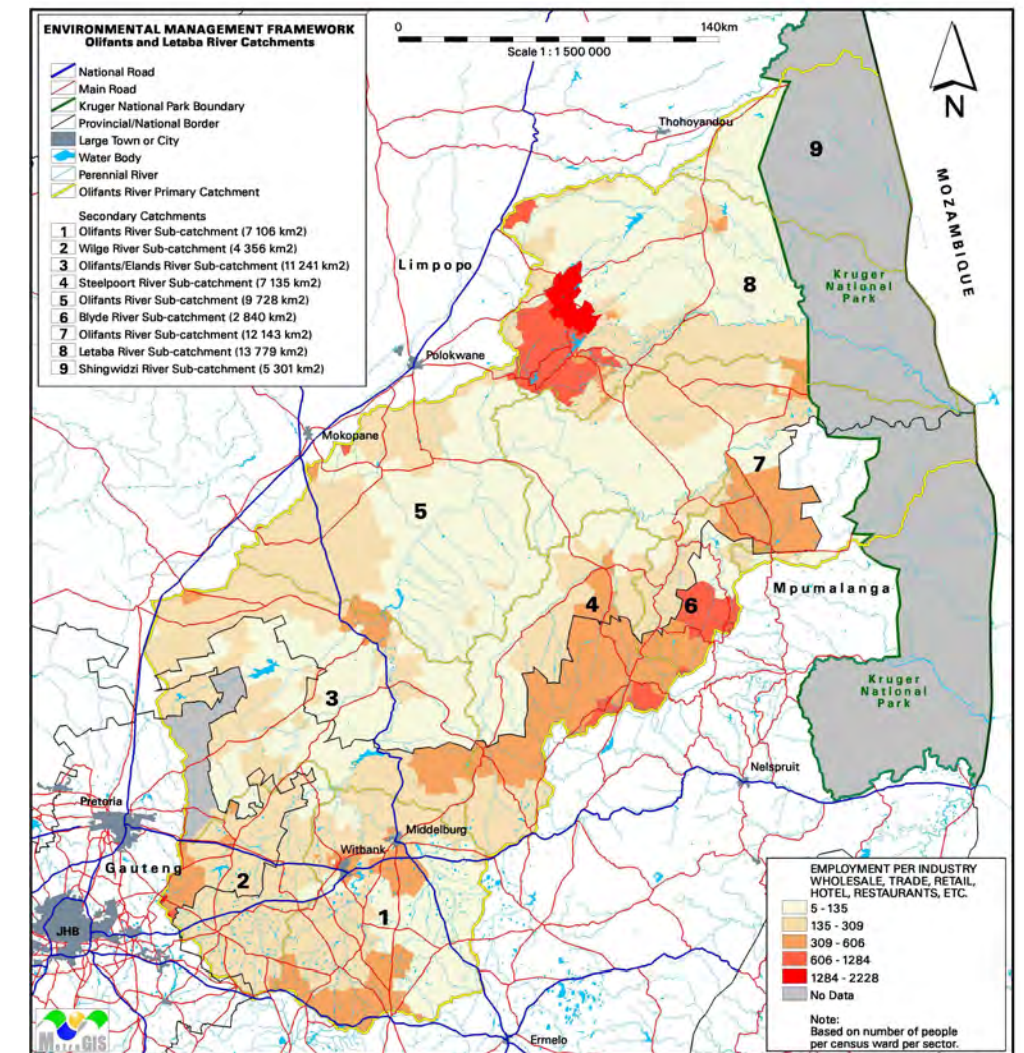 ENVIRONMENTAL MANAGEMENT FRAMEWORK
Olifants and Letaba River Catchments
National Road
Main Road
Kruger National Park Boundary
Provincial/National Border
Large Town or City
Water Body
Perennial River
Olifants River Primary Catchment
Secondary Catchments
1 Olifants River Sub-catchment (7 106 km2)
2 Wilge River Sub-catchment (4 356 km2)
3 Olifants/Elands River Sub-catchment (11 241 km2)
4 Steelpoort River Sub-catchment (7 135 km2)
5 Olifants River Sub-catchment (9 728 km2)
6 Blyde River Sub-catchment (2 840 km2)
7 Olifants River Sub-catchment (12 143 km2)
8 Letaba River Sub-catchment (13 779 km2)
9 Shingwidzi River Sub-catchment (5 301 km2)
0 140km
Scale 1 : 1 500 000
N
Thohoyandou
9
MOZAMBIQUE
Limpopo
8
Kruger
National
Park
Polokwane
Mokopane
7
5
Mpumalanga
4
6
Kruger
National
Park
3
Nelspruit
Pretoria
Middelburg
Witbank
Gauteng
2
1
JHB
Ermelo
EMPLOYMENT PER INDUSTRY
WHOLESALE, TRADE, RETAIL,
HOTEL, RESTAURANTS, ETC.
5 - 135
135 - 309
309 - 606
606 - 1284
1284 - 2228
No Data
Note:
Based on number of people
per census ward per sector.